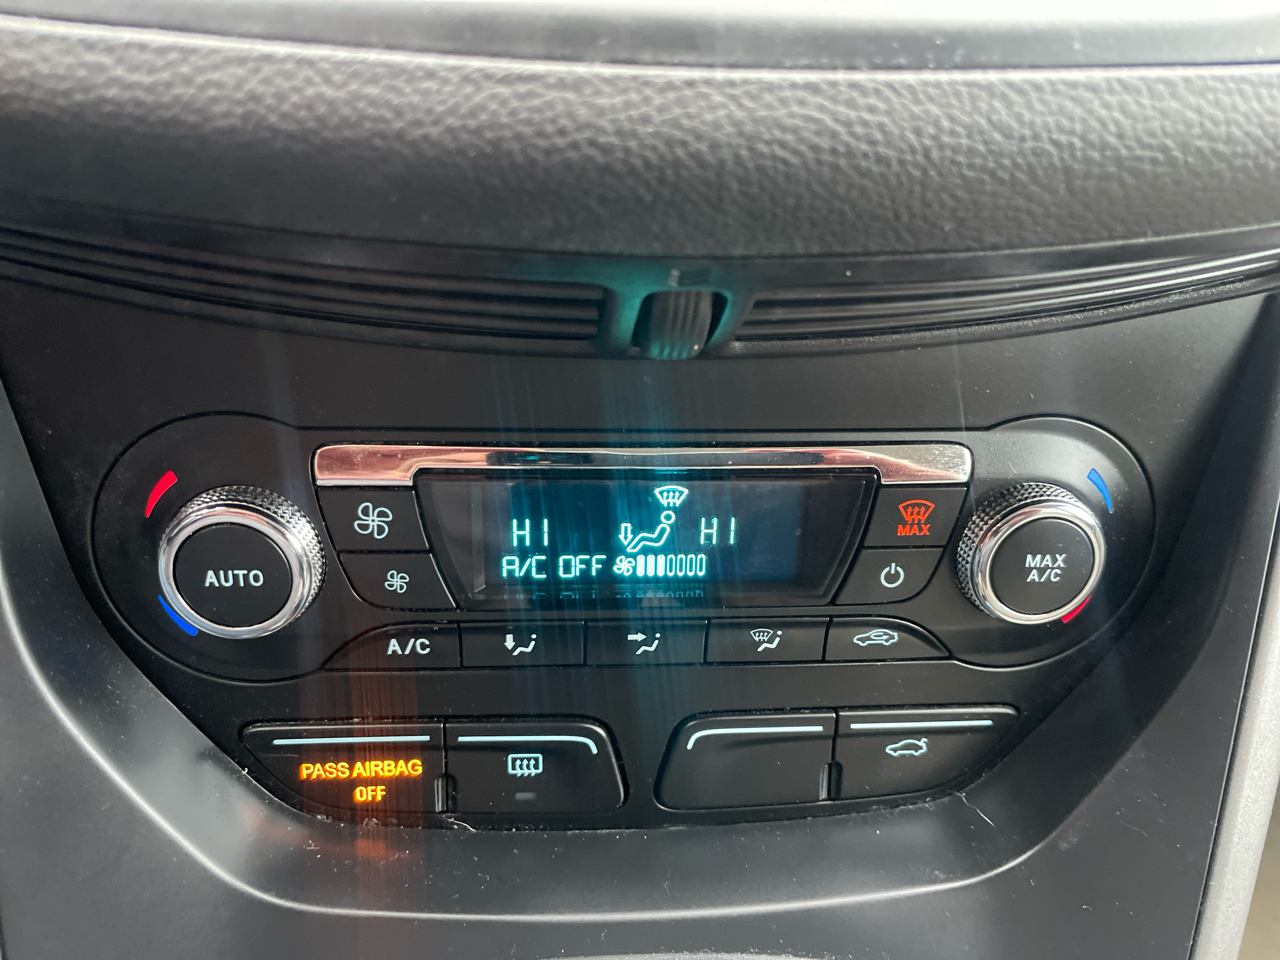 HI HI
A/C OFF
MAX
AUTO
MAX
A/C
A/C
PASS AIRBAG
OFF